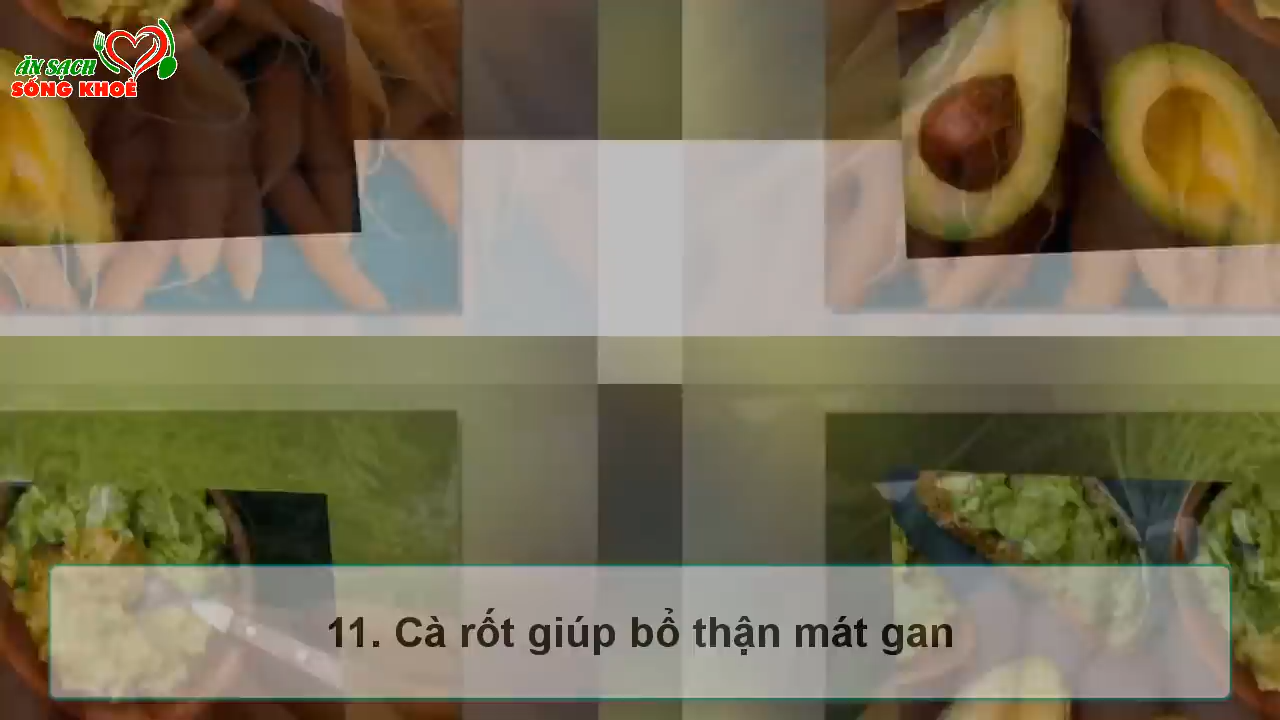 ĂN SẠCH
SỐNG KHOẺ
11. Cà rốt giúp bổ thận mát gan